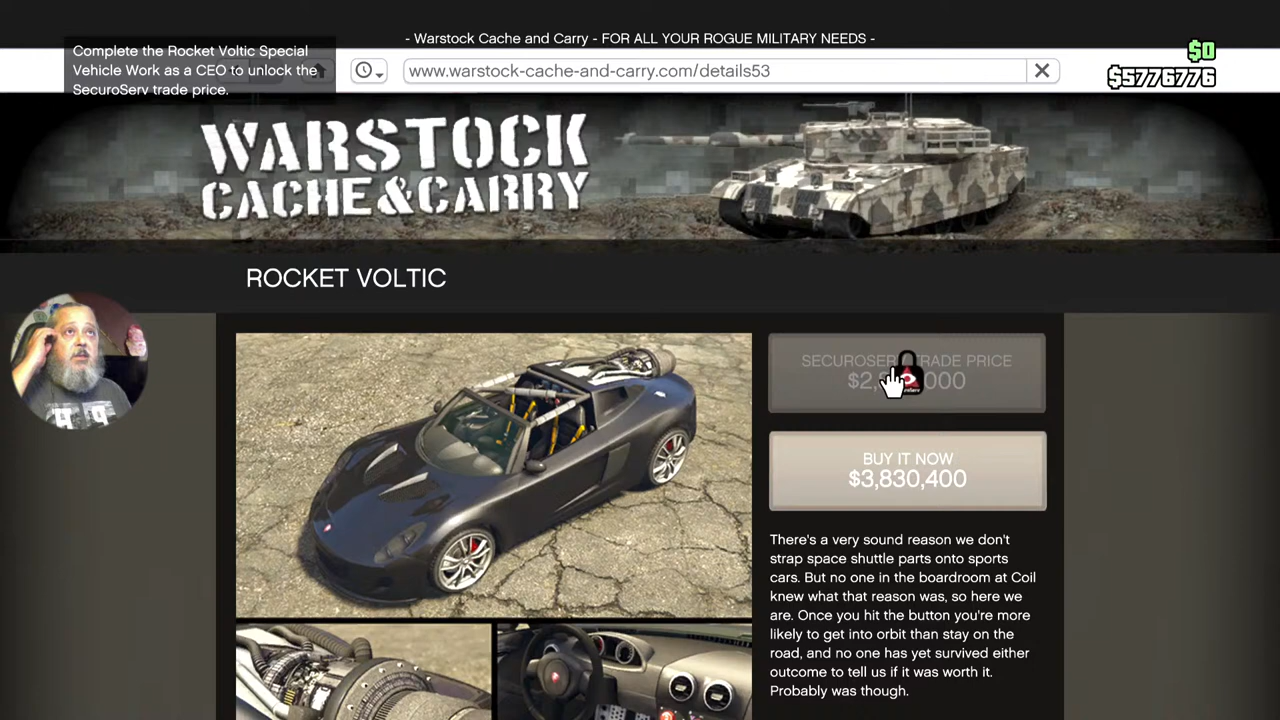 - Warstock Cache and Carry - FOR ALL YOUR ROGUE MILITARY NEEDS -
Complete the Rocket Voltic Special
Vehicle Work as a CEO to unlock the
SecuroServ trade price.
www.warstock-cache-and-carry.com/details53
$0
$5776776
WARSTOCK
CACHE&CARRY
ROCKET VOLTIC
TRADE PRICE
BUY IT NOW
$3,830,400
There's a very sound reason we don't
strap space shuttle parts onto sports
cars. But no one in the boardroom at Coil
knew what that reason was, so here we
are. Once you hit the button you're more
likely to get into orbit than stay on the
road, and no one has yet survived either
outcome to tell us if it was worth it.
Probably was though.